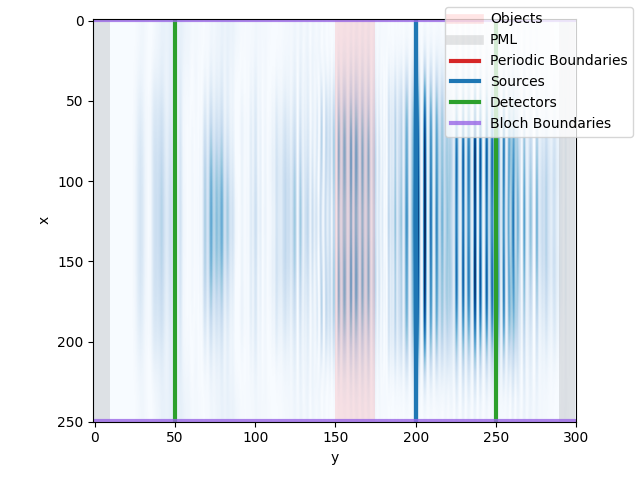 Objects
PML
Periodic Boundaries
Sources
Detectors
Bloch Boundaries
0
50
100
150
200
250
x
0
50
100
150
200
250
300
y